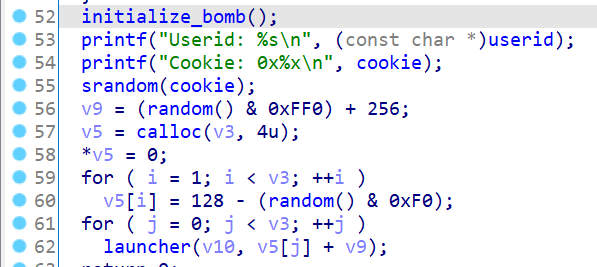 52 initialize_bomb();
53 printf("Userid: %s\n", (const char *)userid);
54 printf("Cookie: 0x%x\n", cookie);
55 srandom(cookie);
56 v9 = (random() & 0xFF0) + 256;
57 v5 = calloc(v3, 4u);
58 *v5 = 0;
59 for ( i = 1; i < v3; ++i )
60 v5[i] = 128 - (random() & 0xF0);
61 for ( j = 0; j < v3; ++j )
62 launcher(v10, v5[j] + v9);